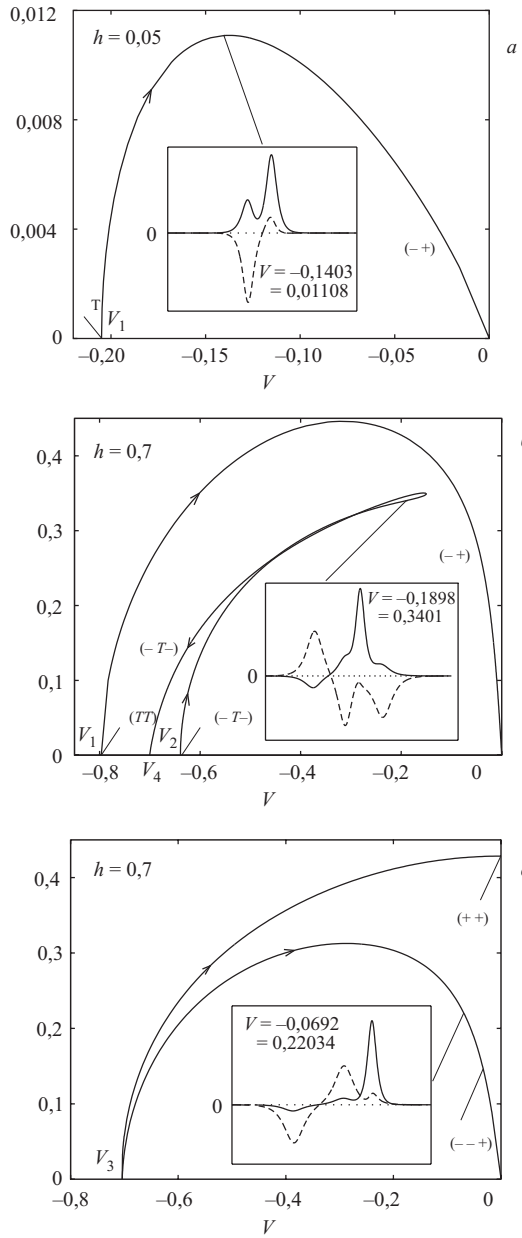 0,012
h = 0,05
a
0,008
0
0,004
(– +)
V = –0,1403
= 0,01108
T
V1
0
–0,20
–0,15
–0,10
–0,05
0
V
0,4
h = 0,7
0,3
(– +)
V = –0,1898
= 0,3401
0,2
(– T–)
0
0,1
V1
(TT)
V2
(– T–)
0
–0,8
V4
–0,6
–0,4
–0,2
0
V
0,4
h = 0,7
(+ +)
0,3
V = –0,0692
= 0,22034
0,2
0
0,1
(– – +)
V3
0
–0,8
–0,6
–0,4
–0,2
0
V